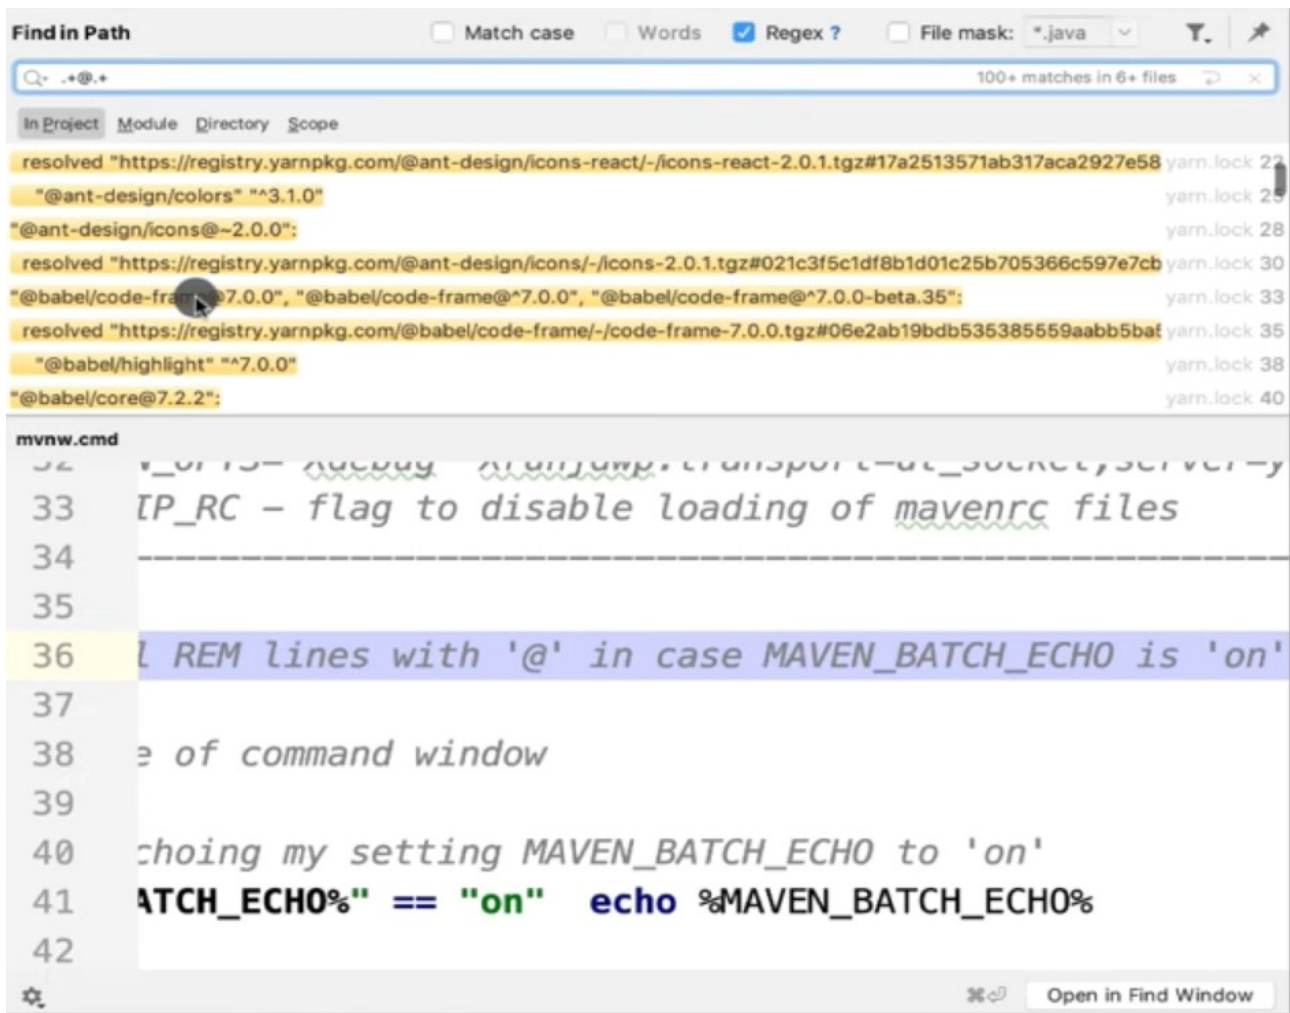 Find in Path Match case Words Regex ? File mask: *.java
.+@.+ 100+ matches in 6+ files
In Project Module Directory Scope
resolved "https://registry.yarnpkg.com/@ant-design/icons-react/-/icons-react-2.0.1.tgz#17a2513571ab317aca2927e58 yarn.lock 22
"@ant-design/colors" "^3.1.0" yarn.lock 25
"@ant-design/icons@~2.0.0": yarn.lock 28
resolved "https://registry.yarnpkg.com/@ant-design/icons/-/icons-2.0.1.tgz#021c3f5c1df8b1d01c25b705366c597e7cb yarn.lock 30
"@babel/code-frame@7.0.0", "@babel/code-frame@^7.0.0", "@babel/code-frame@^7.0.0-beta.35": yarn.lock 33
resolved "https://registry.yarnpkg.com/@babel/code-frame/-/code-frame-7.0.0.tgz#06e2ab19bdb535385559aabb5ba yarn.lock 35
"@babel/highlight" "^7.0.0" yarn.lock 38
"@babel/core@7.2.2": yarn.lock 40
mvnw.cmd
33 IP_RC – flag to disable loading of mavenrc files
34 ----------------------------------------------------------------
35
36 l REM lines with '@' in case MAVEN_BATCH_ECHO is 'on'
37
38 e of command window
39
40 choing my setting MAVEN_BATCH_ECHO to 'on'
41 ATCH_ECHO%" == "on" echo %MAVEN_BATCH_ECHO%
42
⌘⏎ Open in Find Window